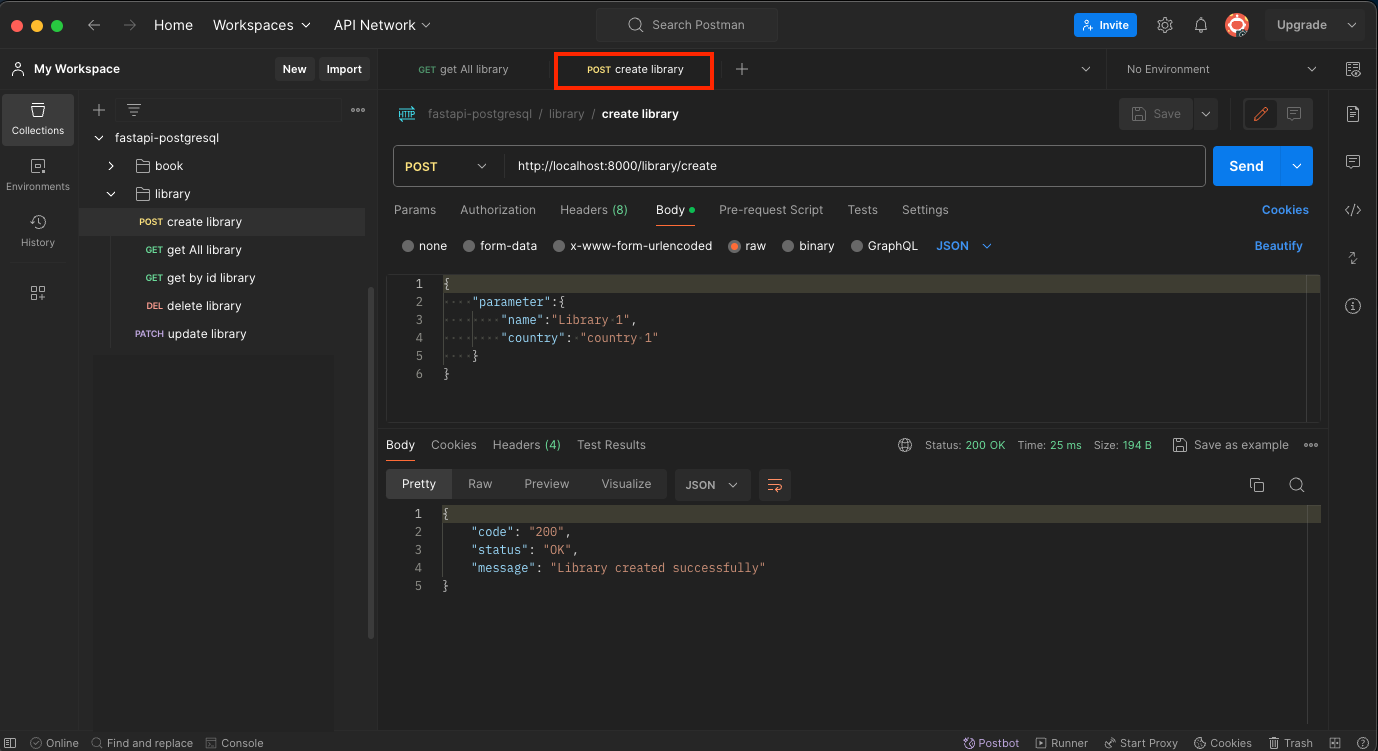 Home Workspaces API Network Search Postman Invite Upgrade
My Workspace New Import GET get All library POST create library No Environment
Collections
Environments
History
fastapi-postgresql
book
library
POST create library
GET get All library
GET get by id library
DEL delete library
PATCH update library
HTTP fastapi-postgresql / library / create library Save
POST http://localhost:8000/library/create Send
Params Authorization Headers (8) Body Pre-request Script Tests Settings Cookies
none form-data x-www-form-urlencoded raw binary GraphQL JSON Beautify
1 {
2 "parameter":{
3 "name":"Library 1",
4 "country": "country 1"
5 }
6 }
Body Cookies Headers (4) Test Results Status: 200 OK Time: 25 ms Size: 194 B Save as example
Pretty Raw Preview Visualize JSON
1 {
2 "code": "200",
3 "status": "OK",
4 "message": "Library created successfully"
5 }
Online Find and replace Console Postbot Runner Start Proxy Cookies Trash